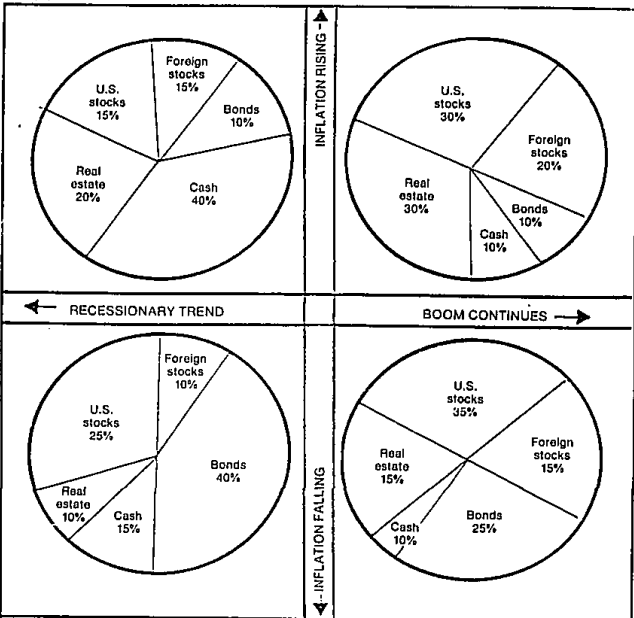 U.S.
stocks
15%
Foreign
stocks
15%
Bonds
10%
Real
estate
20%
Cash
40%
INFLATION RISING
U.S.
stocks
30%
Foreign
stocks
20%
Real
estate
30%
Bonds
10%
Cash
10%
RECESSIONARY TREND
BOOM CONTINUES
Foreign
stocks
10%
U.S.
stocks
25%
Bonds
40%
Real
estate
10%
Cash
15%
INFLATION FALLING
U.S.
stocks
35%
Real
estate
15%
Foreign
stocks
15%
Cash
10%
Bonds
25%